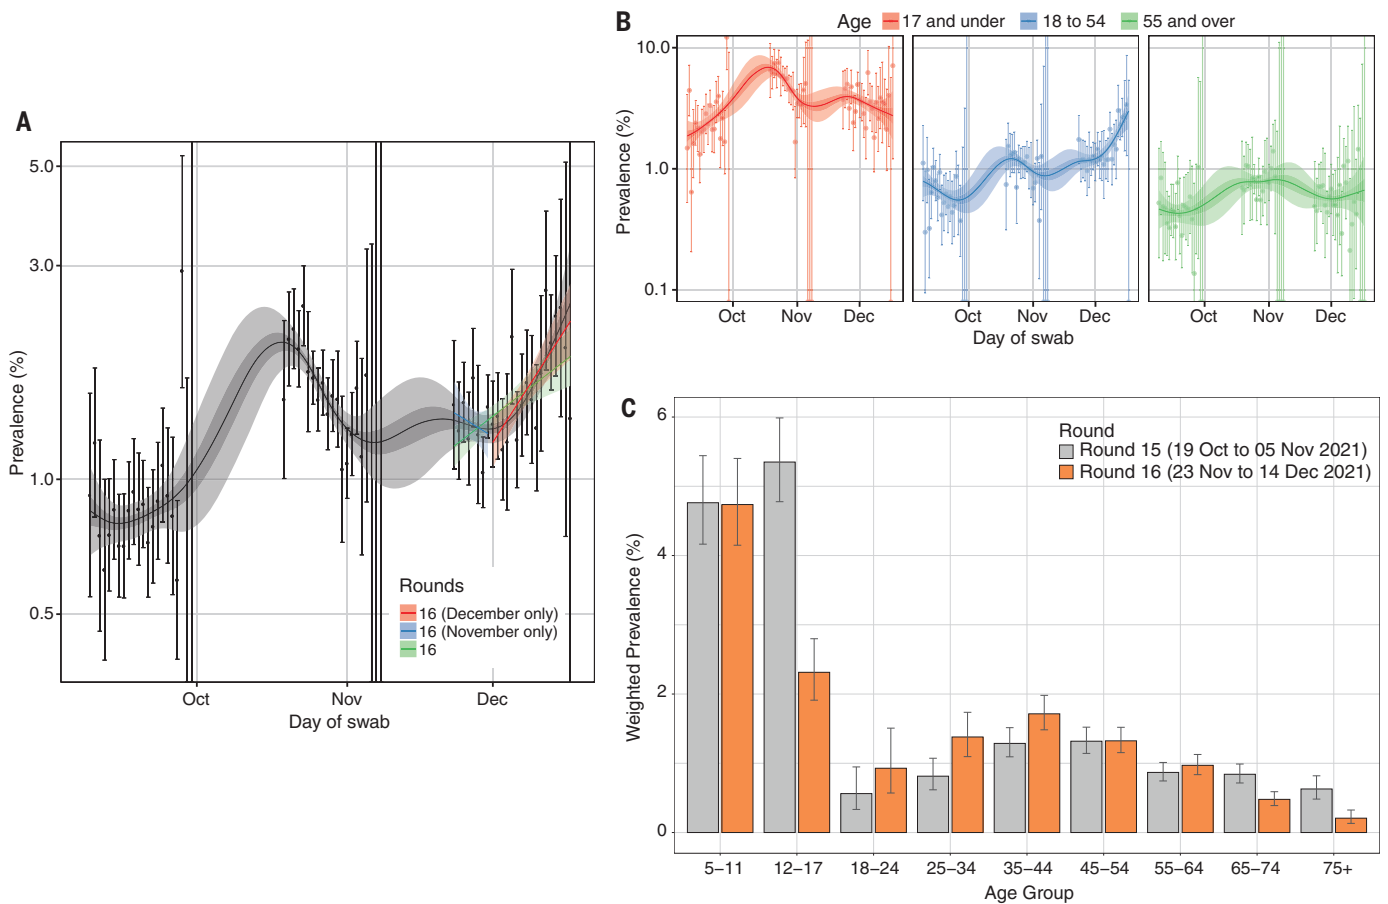 A
5.0
3.0
1.0
0.5
Prevalence (%)
Rounds
16 (December only)
16 (November only)
16
Oct Nov Dec
Day of swab
B
Age 17 and under 18 to 54 55 and over
10.0
1.0
0.1
Prevalence (%)
Oct Nov Dec Oct Nov Dec Oct Nov Dec
Day of swab
C
6
4
2
0
Weighted Prevalence (%)
Round
Round 15 (19 Oct to 05 Nov 2021)
Round 16 (23 Nov to 14 Dec 2021)
5–11 12–17 18–24 25–34 35–44 45–54 55–64 65–74 75+
Age Group